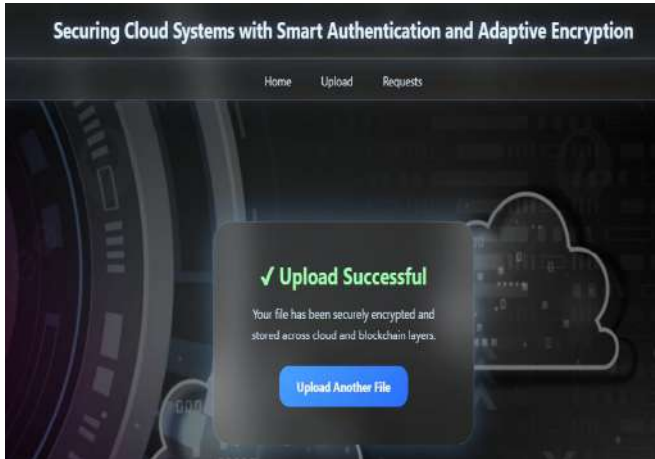 Securing Cloud Systems with Smart Authentication and Adaptive Encryption
Home Upload Requests
✓ Upload Successful
Your file has been securely encrypted and
stored across cloud and blockchain layers.
Upload Another File